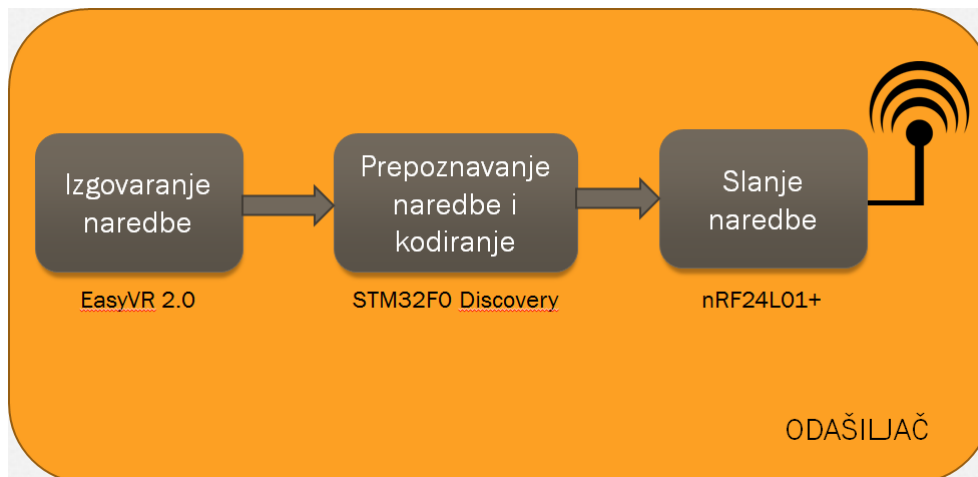 Izgovaranje
naredbe
Prepoznavanje
naredbe i
kodiranje
Slanje
naredbe
EasyVR 2.0
STM32F0 Discovery
nRF24L01+
ODAŠILJAČ